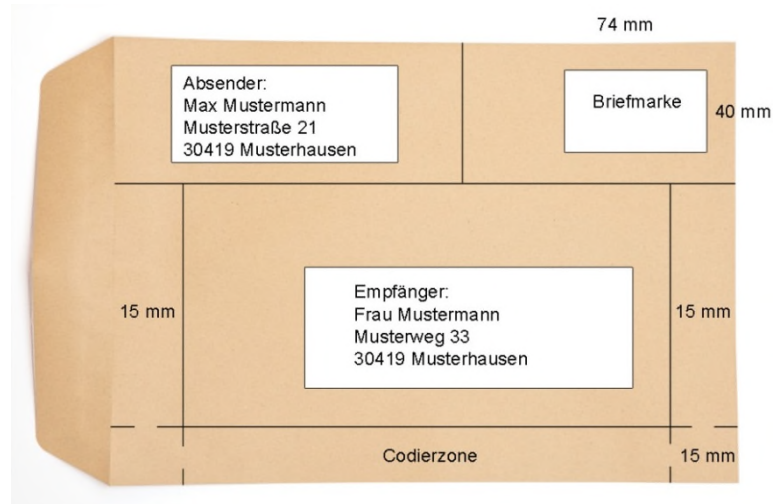 74 mm
Absender:
Max Mustermann
Musterstraße 21
30419 Musterhausen
Briefmarke
40 mm
15 mm
Empfänger:
Frau Mustermann
Musterweg 33
30419 Musterhausen
15 mm
Codierzone
15 mm